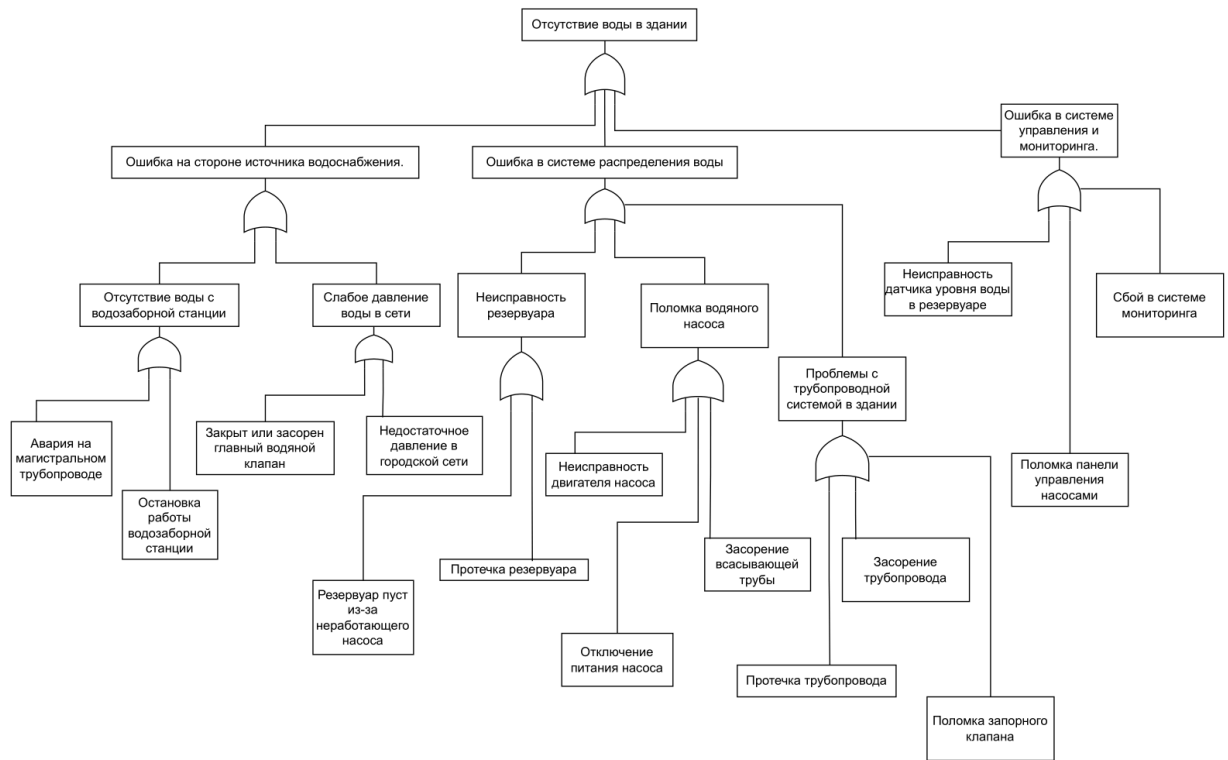 Отсутствие воды в здании
Ошибка в системе
управления и
мониторинга.
Ошибка на стороне источника водоснабжения.
Ошибка в системе распределения воды
Отсутствие воды с
водозаборной станции
Слабое давление
воды в сети
Неисправность
резервуара
Поломка водяного
насоса
Неисправность
датчика уровня воды
в резервуаре
Сбой в системе
мониторинга
Проблемы с
трубопроводной
системой в здании
Авария на
магистральном
трубопроводе
Закрыт или засорен
главный водяной
клапан
Недостаточное
давление в
городской сети
Неисправность
двигателя насоса
Поломка панели
управления
насосами
Остановка
работы
водозаборной
станции
Протечка резервуара
Засорение
всасывающей
трубы
Засорение
трубопровода
Резервуар пуст
из-за
неработающего
насоса
Отключение
питания насоса
Протечка трубопровода
Поломка запорного
клапана